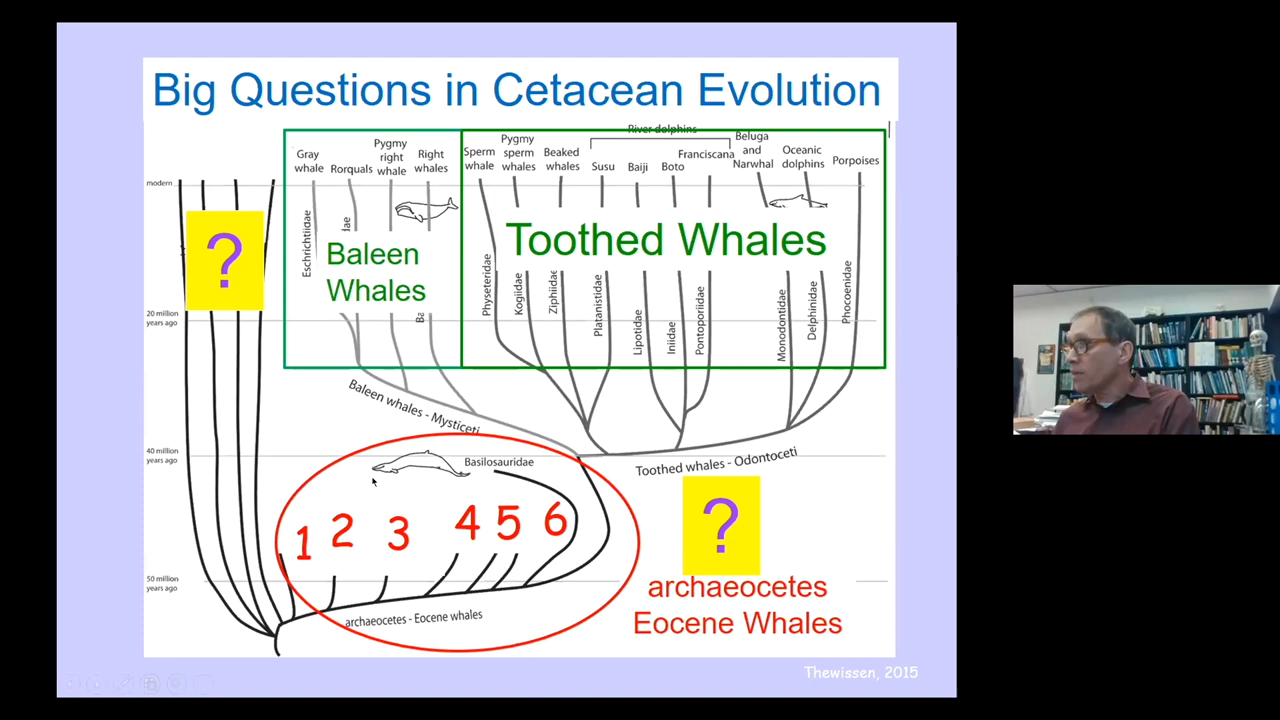 Big Questions in Cetacean Evolution
River dolphins
Gray
whale
Rorquals
Pygmy
right
whale
Right
whales
Sperm
whale
Pygmy
sperm
whales
Beaked
whales
Susu
Baiji
Boto
Franciscana
Beluga
and
Narwhal
Oceanic
dolphins
Porpoises
modern
?
Eschrichtiidae
dae
Ba
Baleen
Whales
Toothed Whales
Physeteridae
Kogiidae
Ziphiidae
Platanistidae
Lipotidae
Iniidae
Pontoporiidae
Monodontidae
Delphinidae
Phocoenidae
20 million
years ago
Baleen whales - Mysticeti
40 million
years ago
Basilosauridae
Toothed whales - Odontoceti
1 2 3 4 5 6
?
50 million
years ago
archaeocetes - Eocene whales
archaeocetes
Eocene Whales
Thewissen, 2015